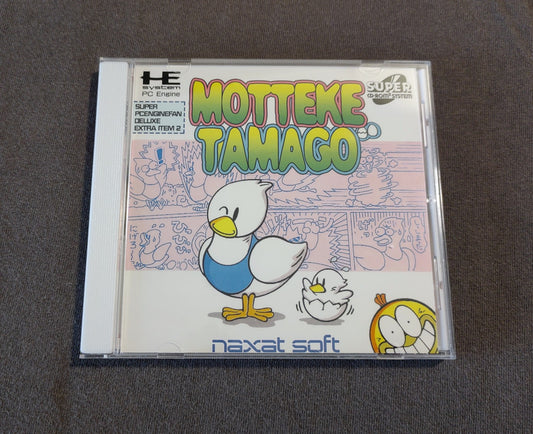 HE
system
PC Engine
SUPER
PCENGINEFAN
DELUXE
EXTRA ITEM 2
MOTTEKE
TAMAGO
SUPER
CD-ROM² SYSTEM
naxat soft